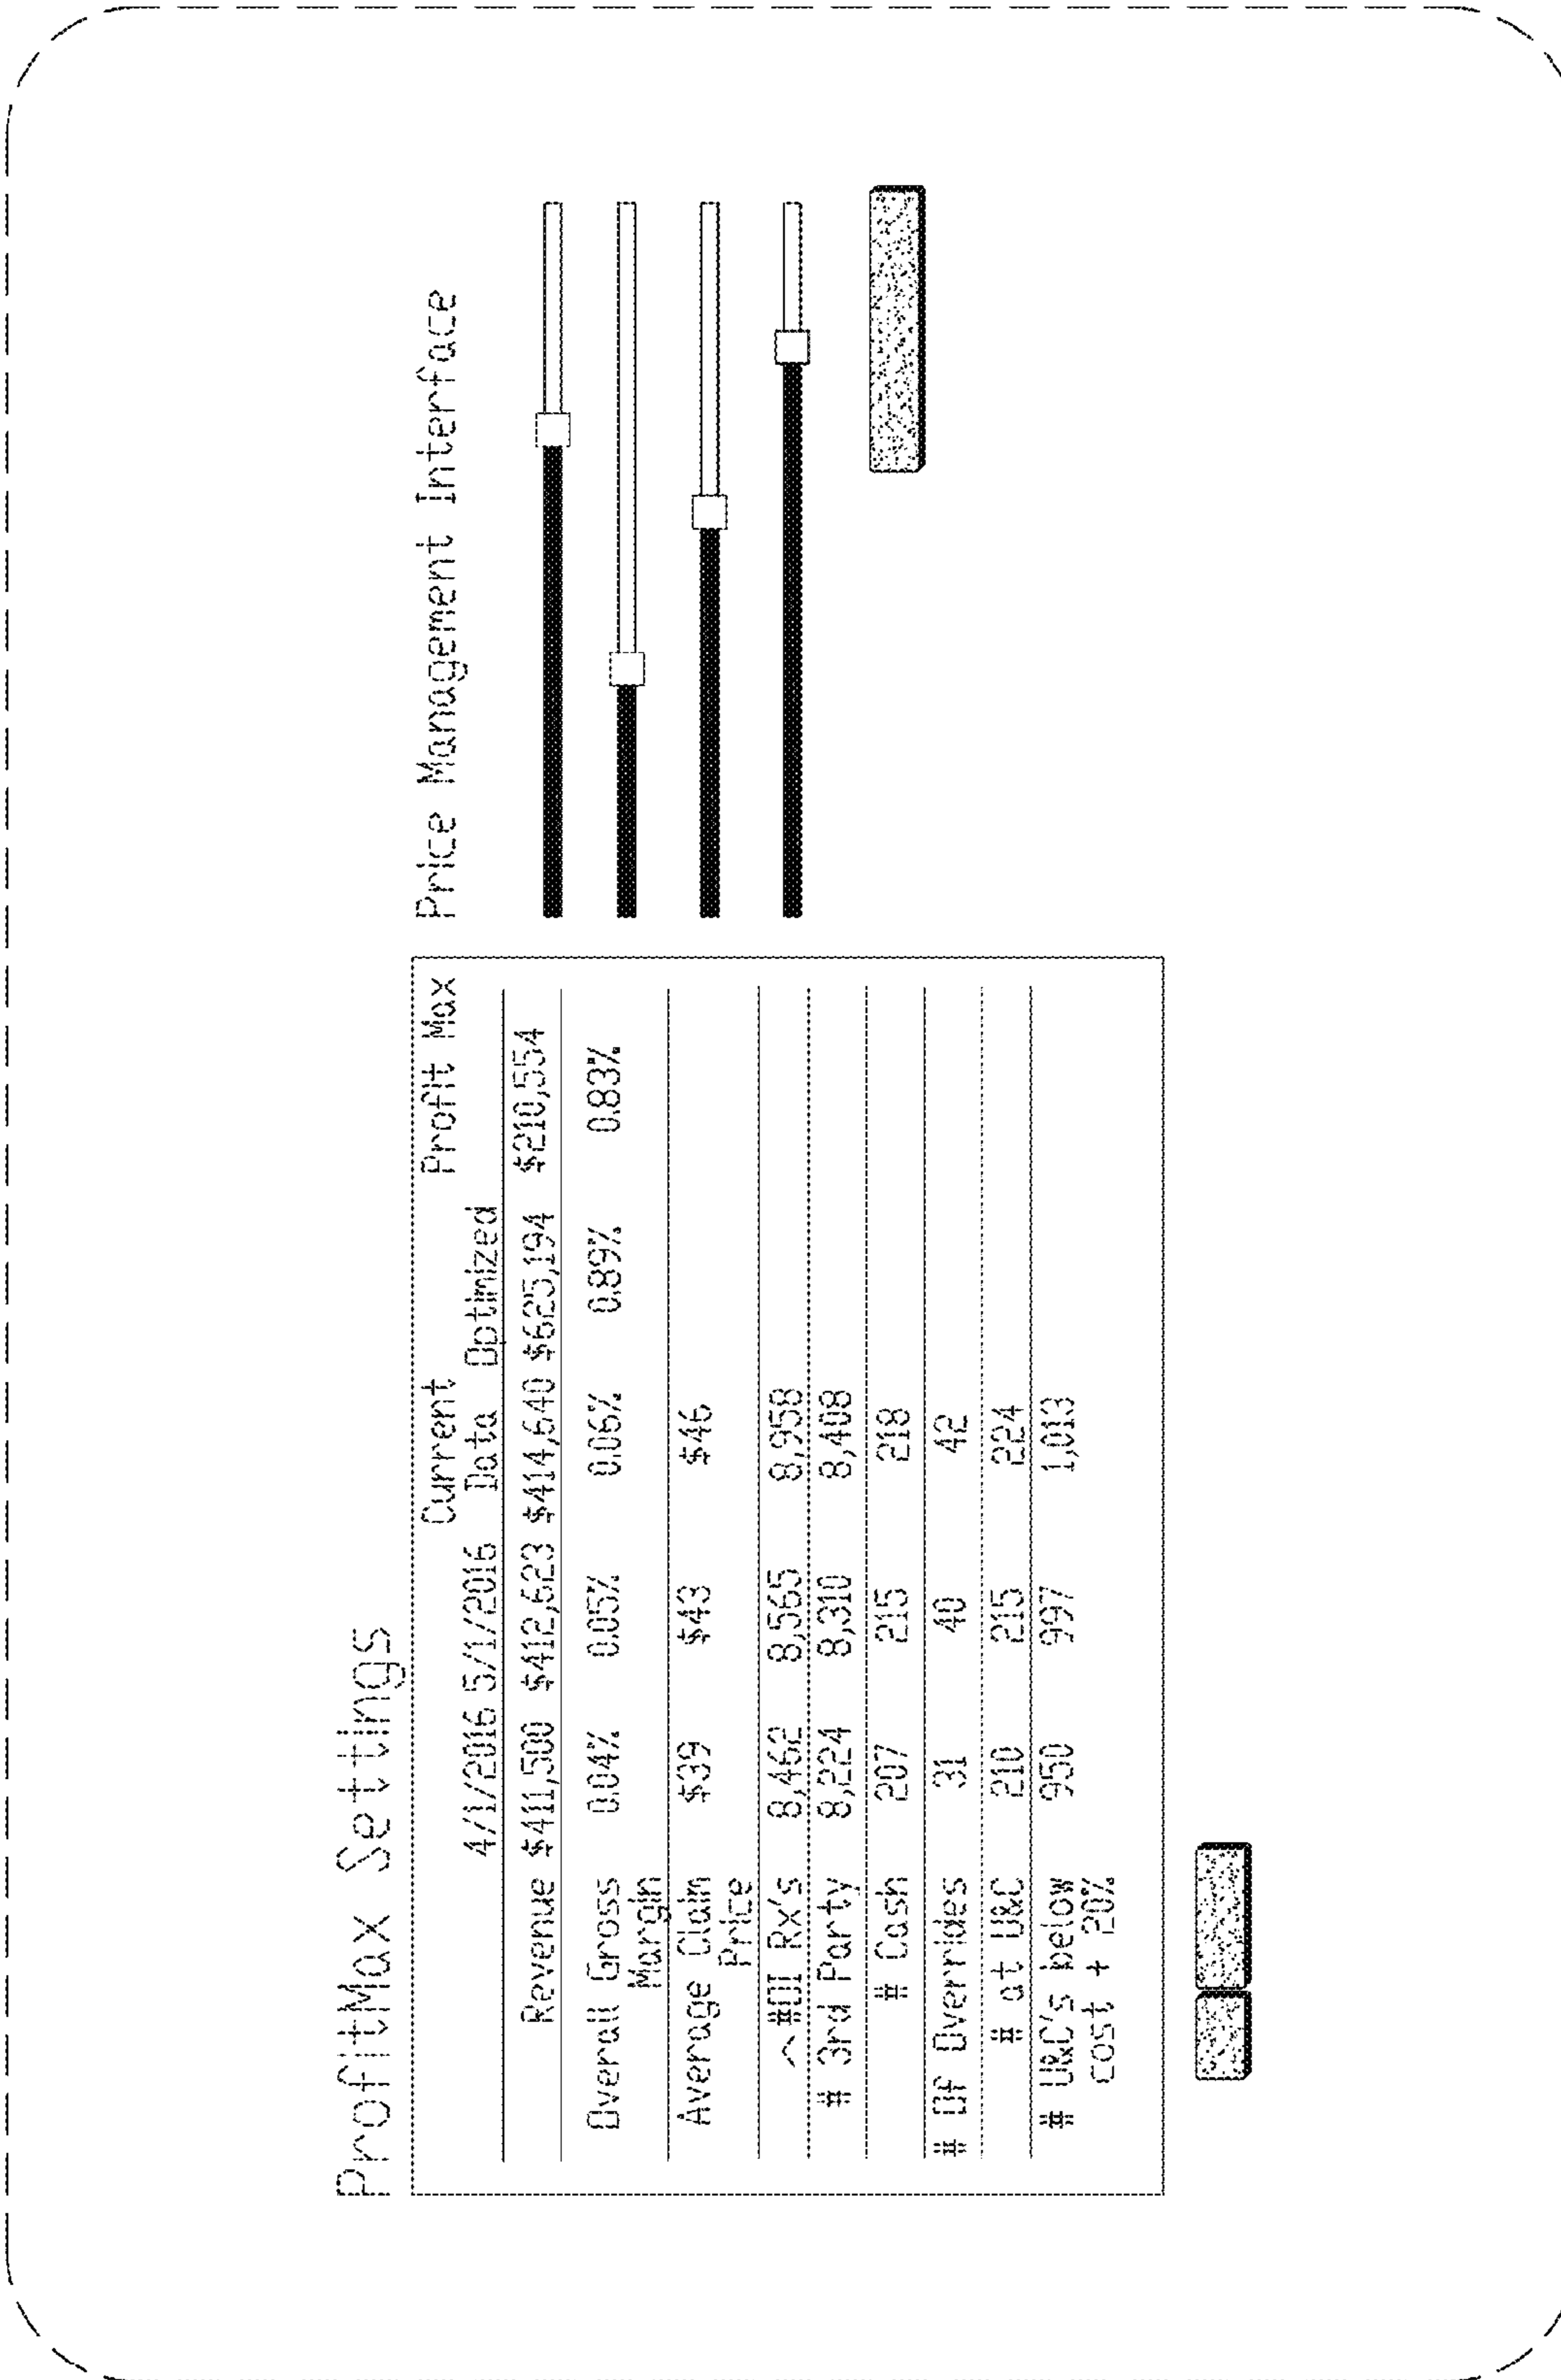 ProfitMax Settings
Current Profit Max
4/1/2016 5/1/2016 Data Optimized
Revenue $411,500 $412,623 $414,640 $625,194 $210,554
Overall Gross 0.04% 0.05% 0.06% 0.89% 0.83%
Margin
Average Claim $39 $43 $46
Price
^ #OI Rx's 8,462 8,565 8,958
# 3rd Party 8,224 8,310 8,408
# Cash 207 215 218
# OF Overrides 31 40 42
# at U&C 210 215 224
# U&C's below 950 997 1,013
cost + 20%
Price Management Interface